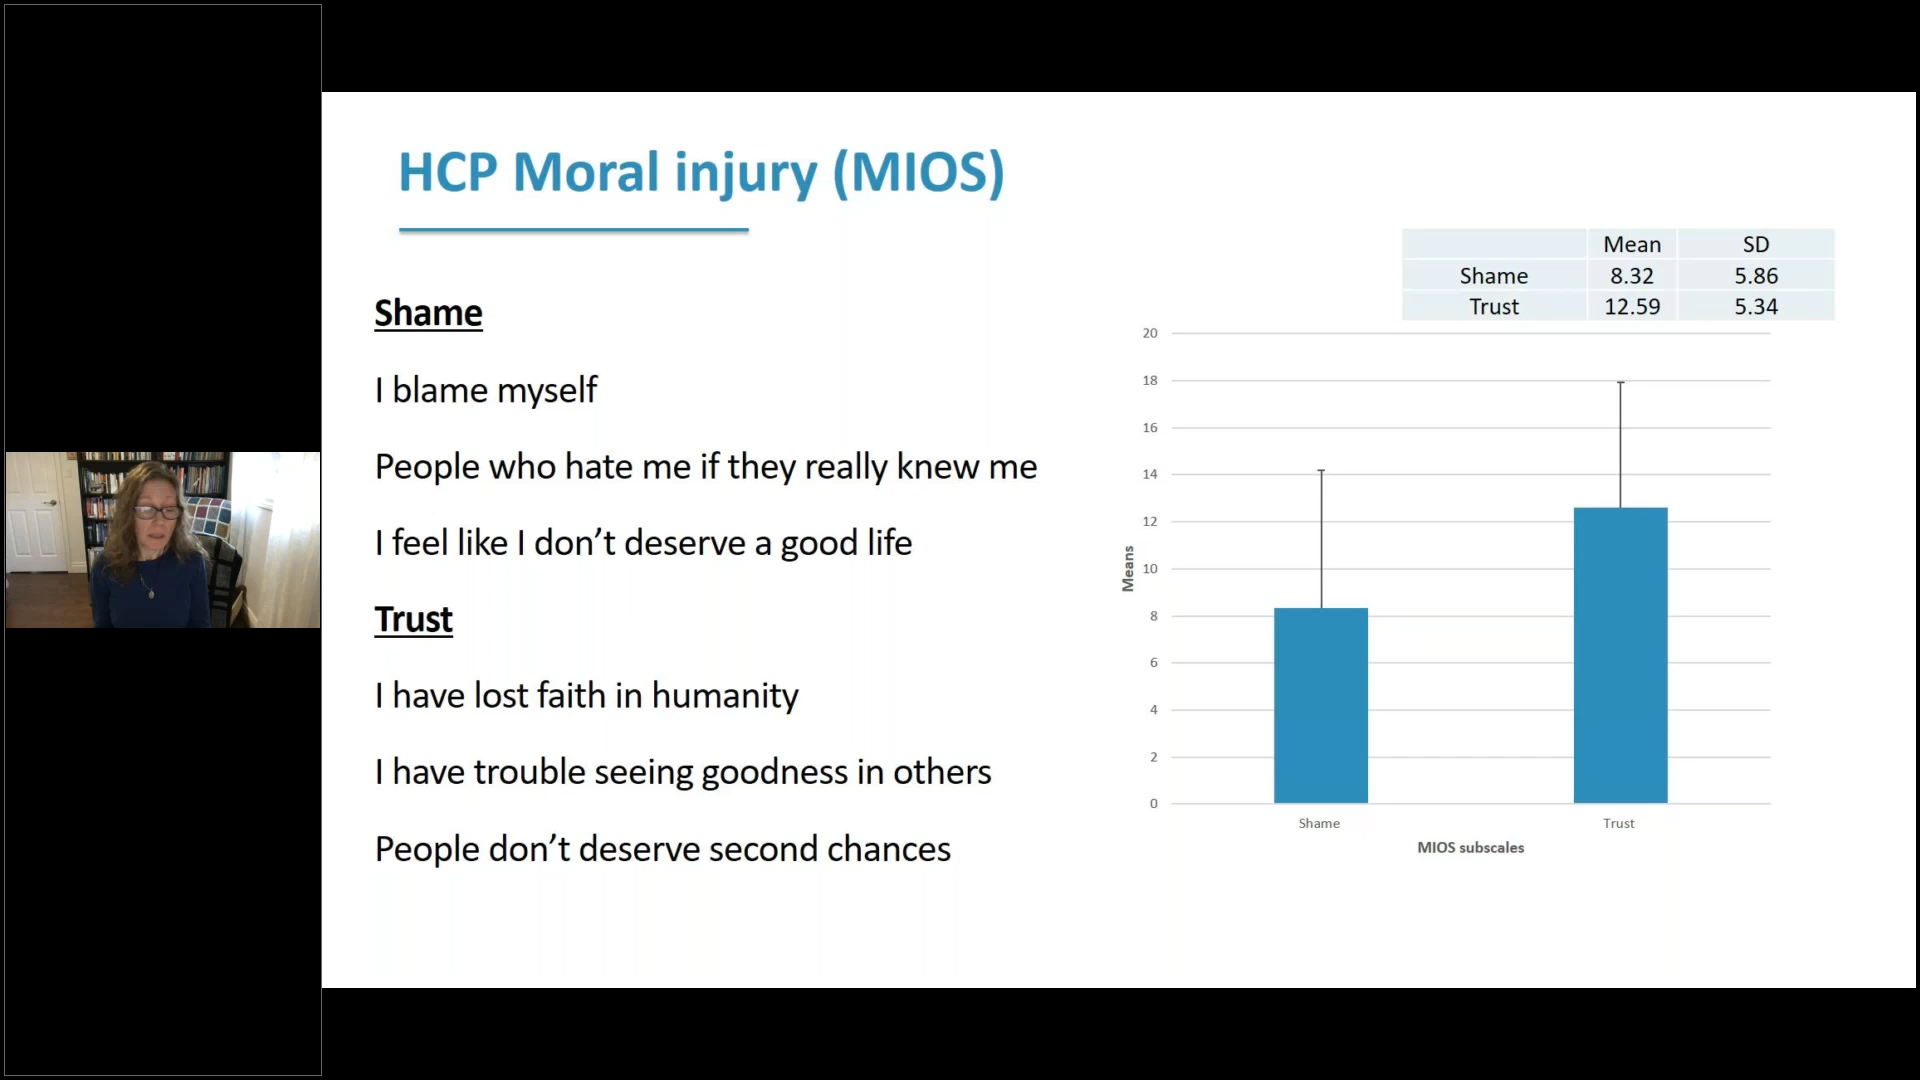 HCP Moral injury (MIOS)
Shame
I blame myself
People who hate me if they really knew me
I feel like I don’t deserve a good life
Trust
I have lost faith in humanity
I have trouble seeing goodness in others
People don’t deserve second chances
Mean SD
Shame 8.32 5.86
Trust 12.59 5.34
20
18
16
14
12
10
8
6
4
2
0
Means
Shame Trust
MIOS subscales